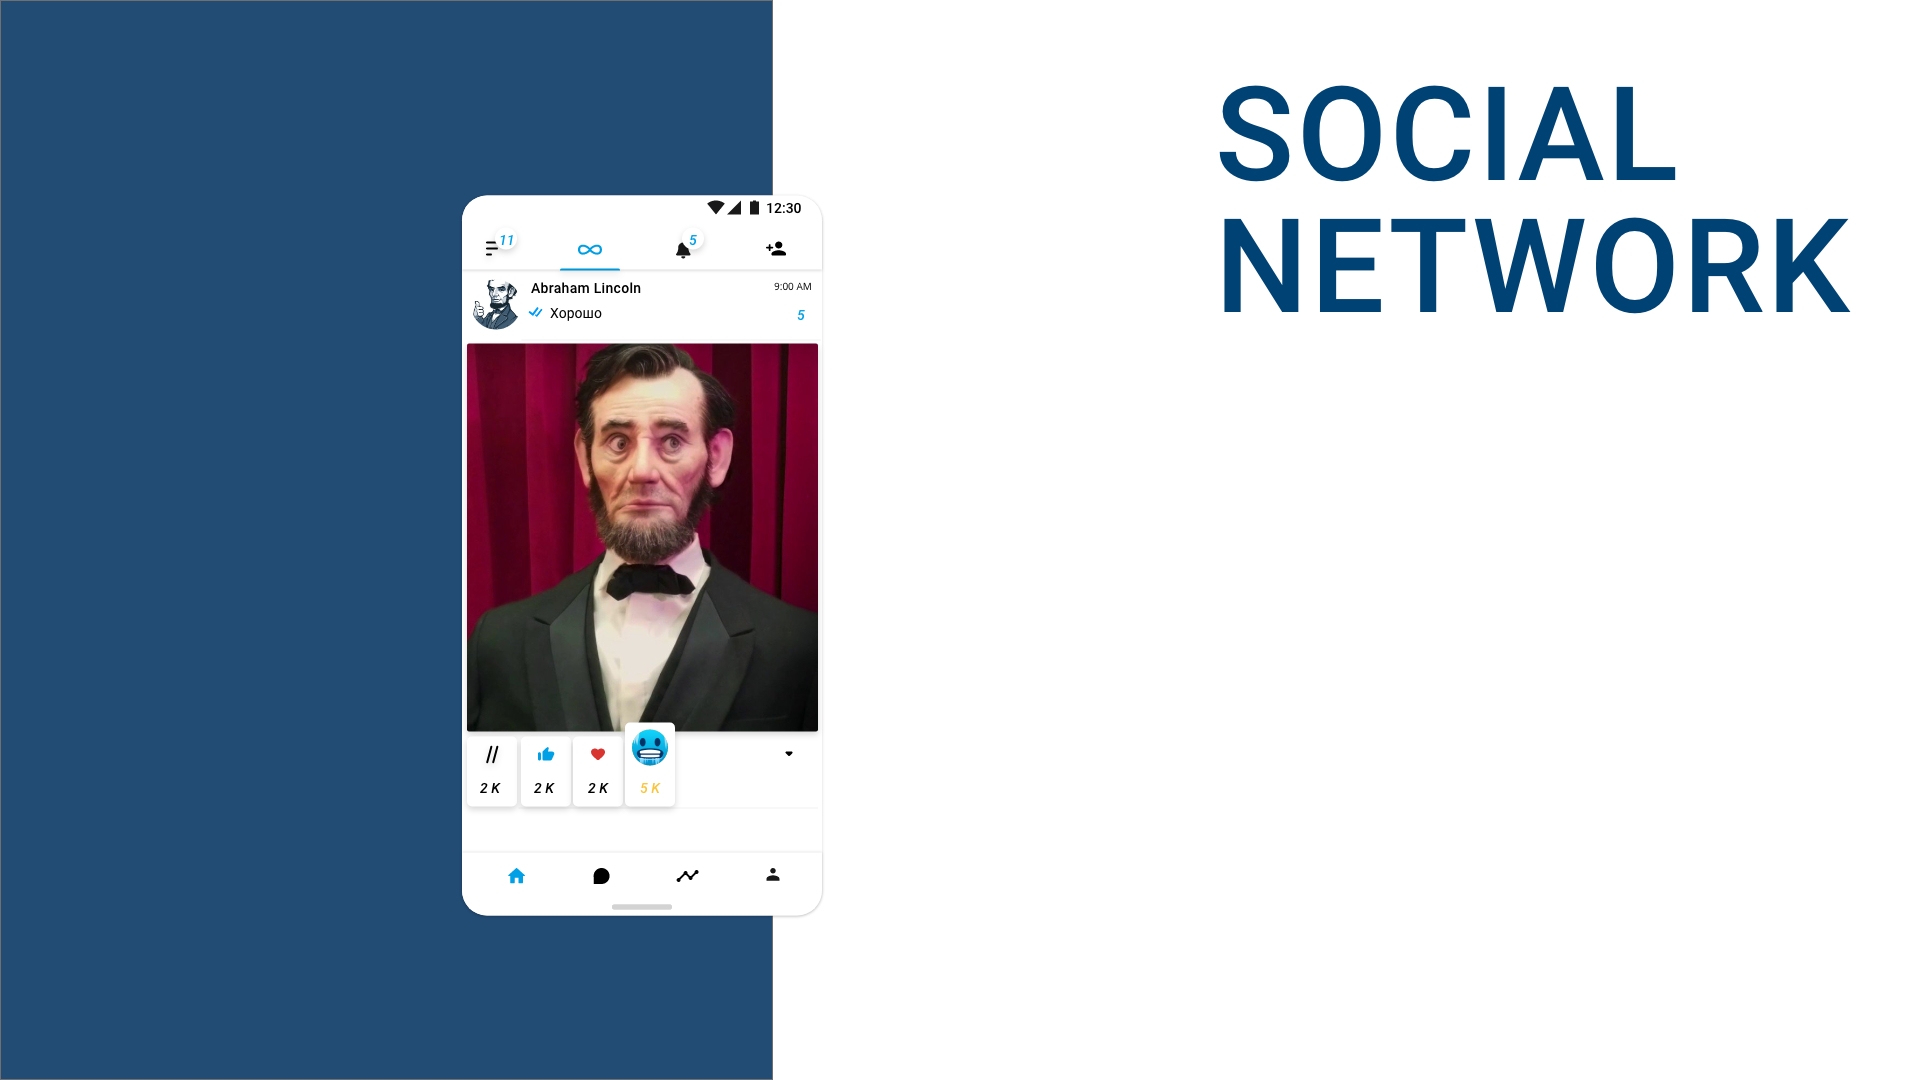 SOCIAL
NETWORK
12:30
11
5
Abraham Lincoln
9:00 AM
Хорошо
5
2 K
2 K
2 K
5 K